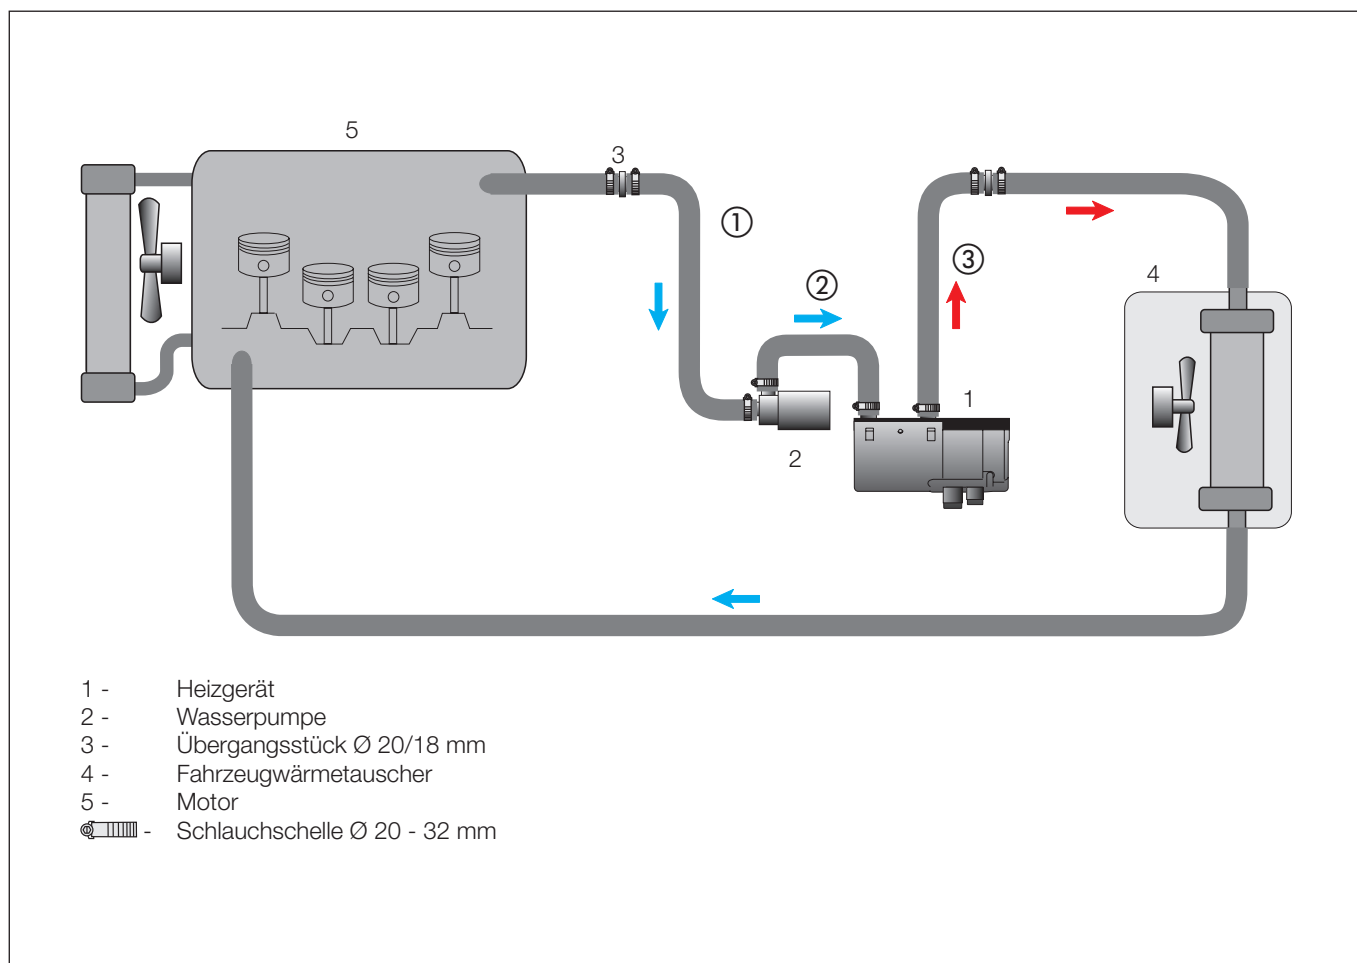 5
3
①
②
③
4
1
2
1 - Heizgerät
2 - Wasserpumpe
3 - Übergangsstück Ø 20/18 mm
4 - Fahrzeugwärmetauscher
5 - Motor
- Schlauchschelle Ø 20 - 32 mm